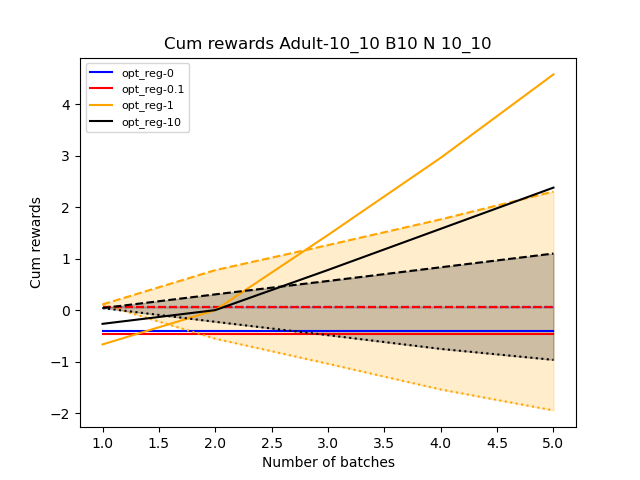 Cum rewards Adult-10_10 B10 N 10_10
opt_reg-0
opt_reg-0.1
opt_reg-1
opt_reg-10
Cum rewards
4
3
2
1
0
−1
−2
1.0 1.5 2.0 2.5 3.0 3.5 4.0 4.5 5.0
Number of batches